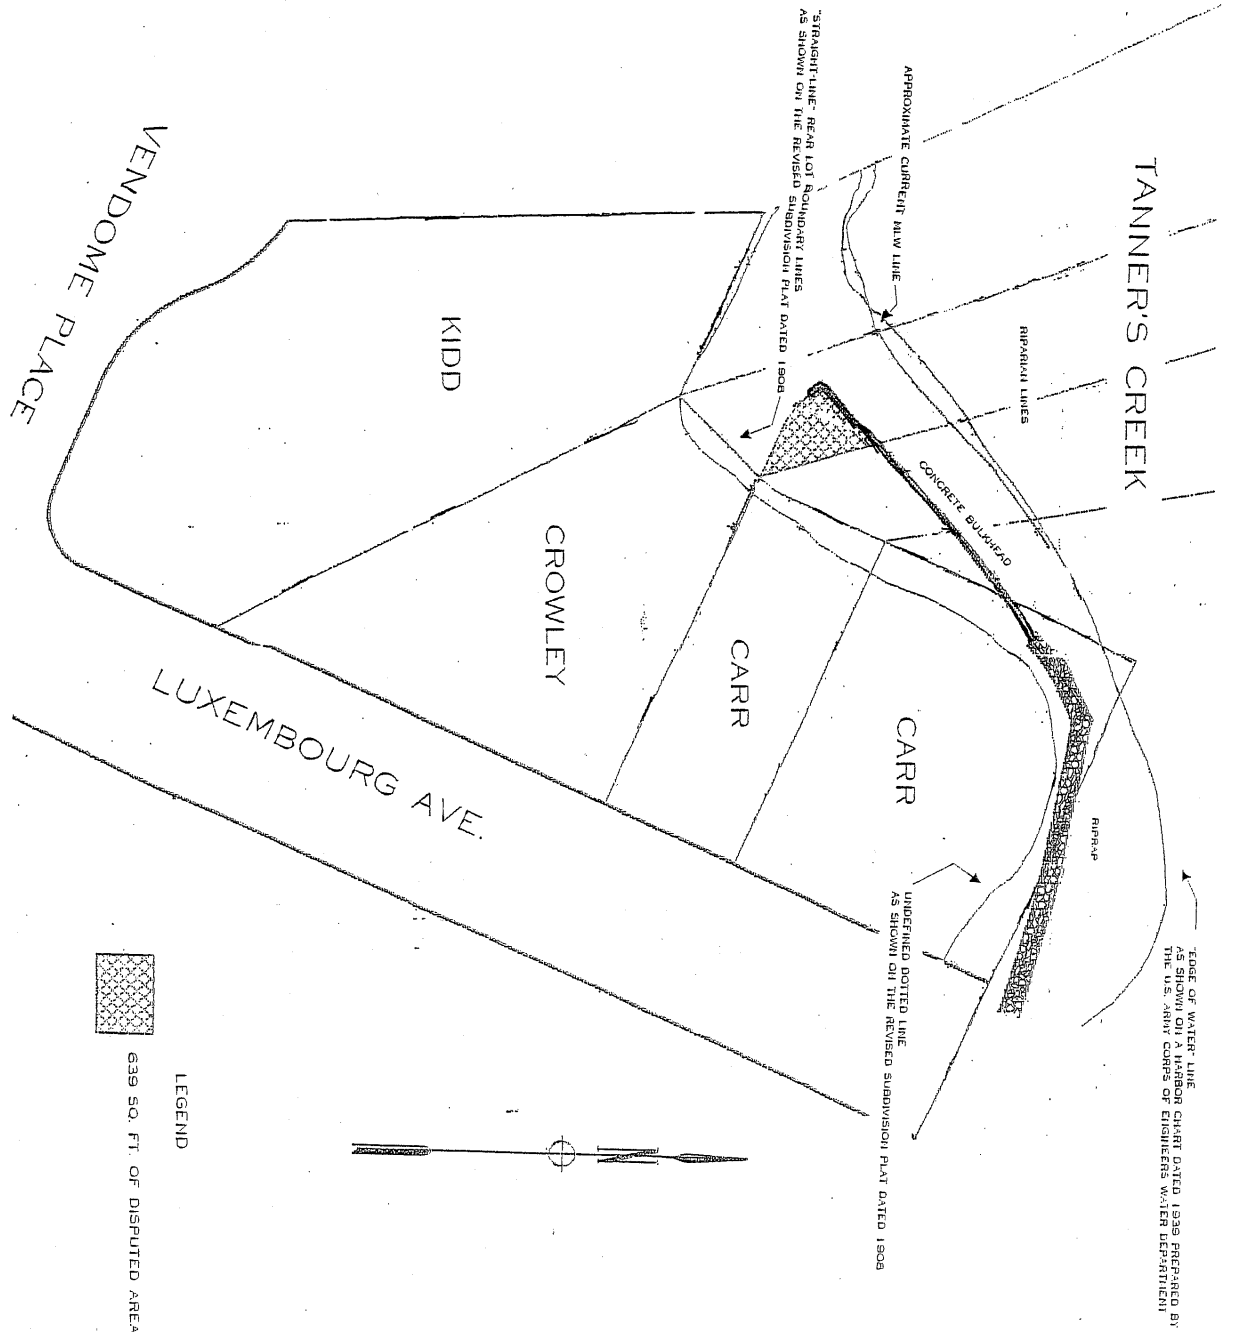 TANNER'S CREEK
"EDGE OF WATER" LINE
AS SHOWN ON A HARBOR CHART DATED 1939 PREPARED BY
THE U.S. ARMY CORPS OF ENGINEERS WATER DEPARTMENT
RIPARIAN LINES
RIPRAP
CONCRETE BULKHEAD
APPROXIMATE CURRENT MLW LINE
"STRAIGHT-LINE" REAR LOT BOUNDARY LINES
AS SHOWN ON THE REVISED SUBDIVISION PLAT DATED 1908
UNDEFINED DOTTED LINE
AS SHOWN ON THE REVISED SUBDIVISION PLAT DATED 1908
CARR
CARR
CROWLEY
KIDD
LUXEMBOURG AVE.
VENDOME PLACE
N
LEGEND
639 SQ. FT. OF DISPUTED AREA